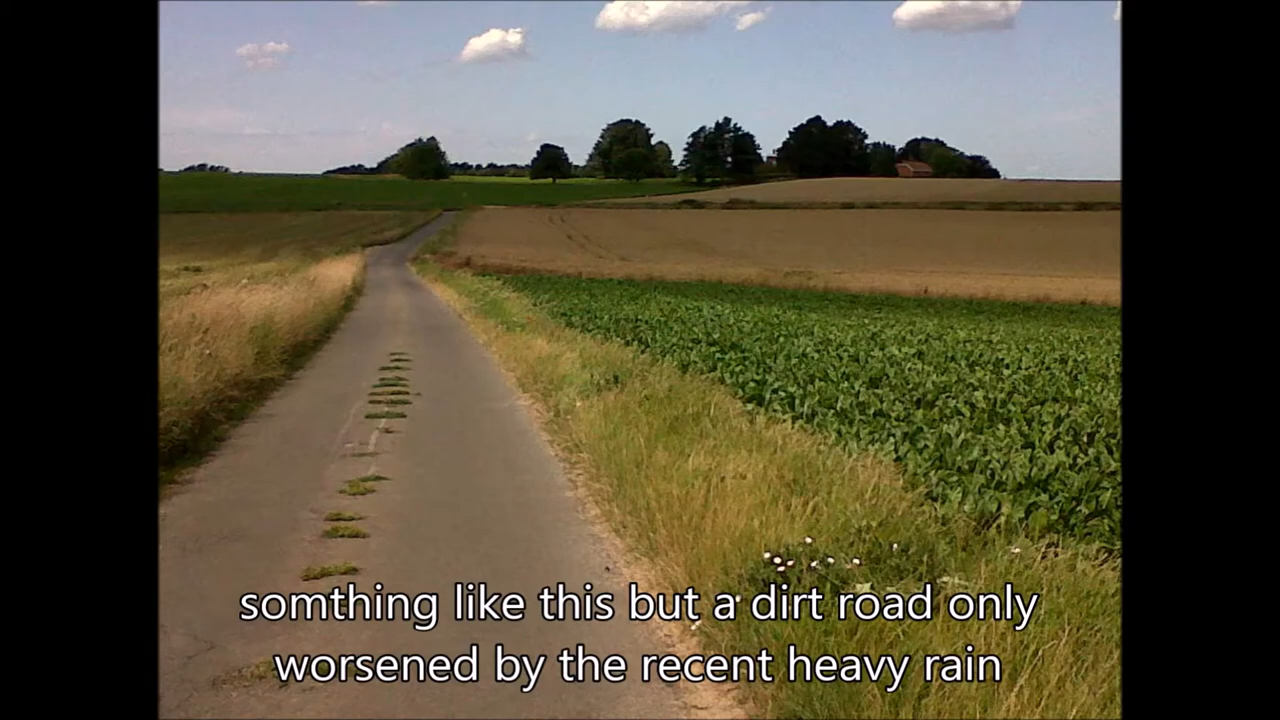 somthing like this but a dirt road only
worsened by the recent heavy rain